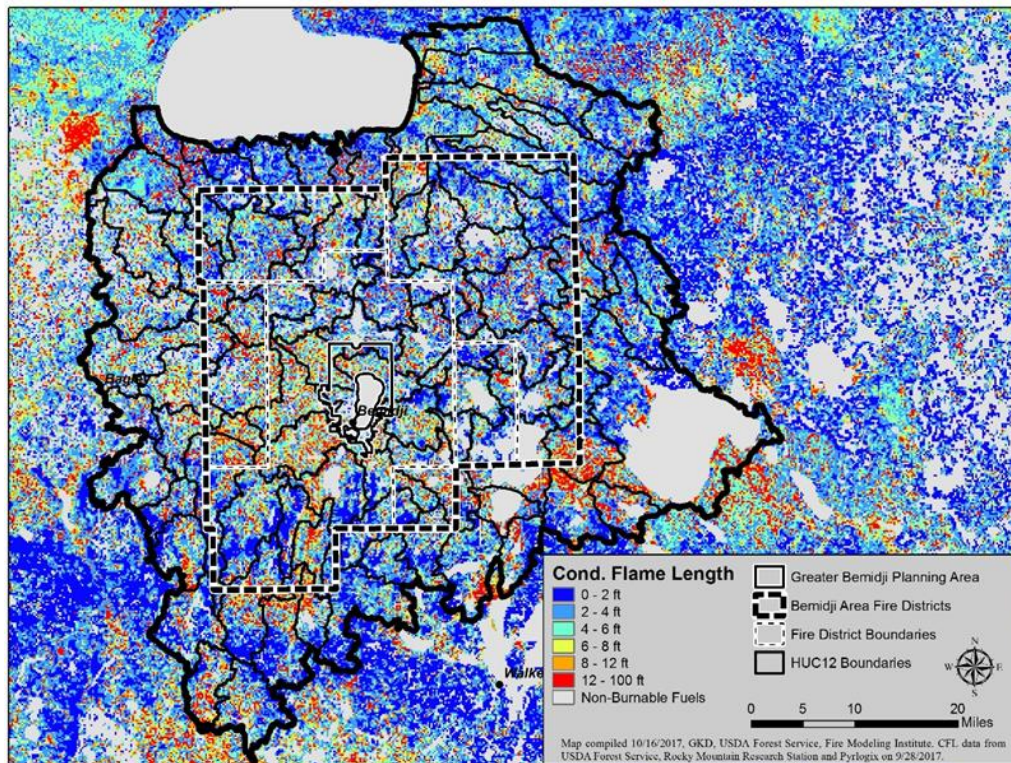 Bagley
Bemidji
Walke
Cond. Flame Length
0 - 2 ft
2 - 4 ft
4 - 6 ft
6 - 8 ft
8 - 12 ft
12 - 100 ft
Non-Burnable Fuels
Greater Bemidji Planning Area
Bemidji Area Fire Districts
Fire District Boundaries
HUC12 Boundaries
N
W E
S
0 5 10 20
Miles
Map compiled 10/16/2017, GKD, USDA Forest Service, Fire Modeling Institute. CFL data from
USDA Forest Service, Rocky Mountain Research Station and Pyrlogix on 9/28/2017.